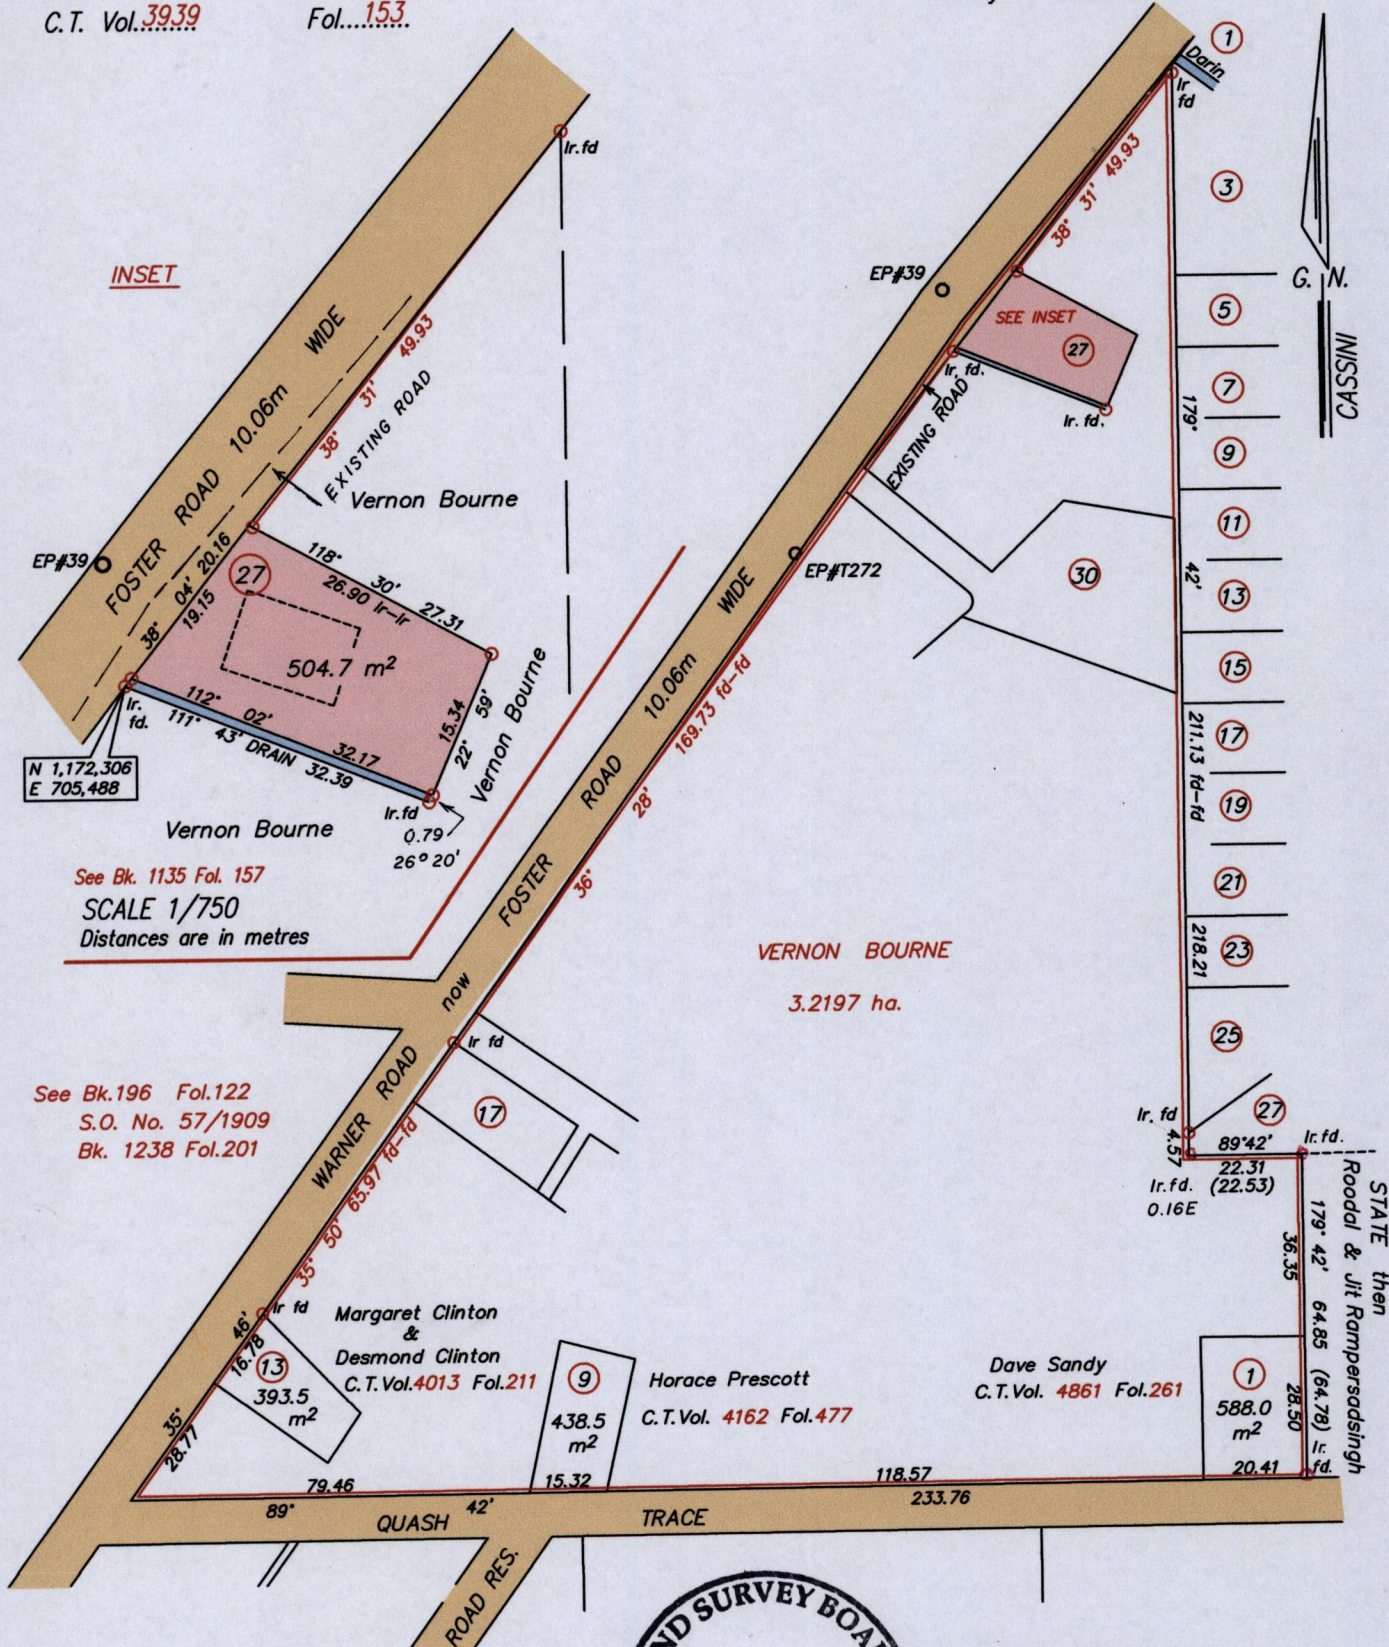 C.T. Vol.3939 Fol....153.
INSET
Ir.fd
FOSTER ROAD 10.06m WIDE
38° 31' 49.93
EXISTING ROAD
Vernon Bourne
EP#39
38° 04' 20.16
19.15
27
118° 30' 27.31
26.90 Ir-Ir
504.7 m²
15.34
22° 59'
Vernon Bourne
Ir.
fd.
112° 02' 32.17
111° 43' DRAIN 32.39
N 1,172,306
E 705,488
Ir.fd
0.79
26° 20'
Vernon Bourne
See Bk. 1135 Fol. 157
SCALE 1/750
Distances are in metres
Darin
1
Ir
fd
3
5
7
9
11
13
15
17
19
21
23
25
27
G. N.
CASSINI
38° 31' 49.93
EP#39
SEE INSET
27
Ir. fd.
Ir. fd.
EXISTING ROAD
179° 42'
211.13 fd-fd
218.21
30
EP#T272
WARNER ROAD now FOSTER ROAD 10.06m WIDE
36° 28' 169.73 fd-fd
VERNON BOURNE
3.2197 ha.
See Bk.196 Fol.122
S.O. No. 57/1909
Bk. 1238 Fol.201
Ir fd
17
35° 50' 65.97 fd-fd
Ir. fd
4.57
89°42'
22.31
(22.53)
Ir.fd.
Ir.fd.
0.16E
STATE then
Roodal & Jit Rampersadsingh
179° 42' 64.85 (64.78)
36.35
28.50
Ir.
fd.
Ir fd
35° 46'
16.78
28.77
13
393.5
m²
Margaret Clinton
&
Desmond Clinton
C.T.Vol.4013 Fol.211
9
438.5
m²
15.32
Horace Prescott
C.T.Vol. 4162 Fol.477
Dave Sandy
C.T.Vol. 4861 Fol.261
1
588.0
m²
20.41
79.46
118.57
89° 42'
233.76
QUASH TRACE
ROAD RES.
ND SURVEY BOA